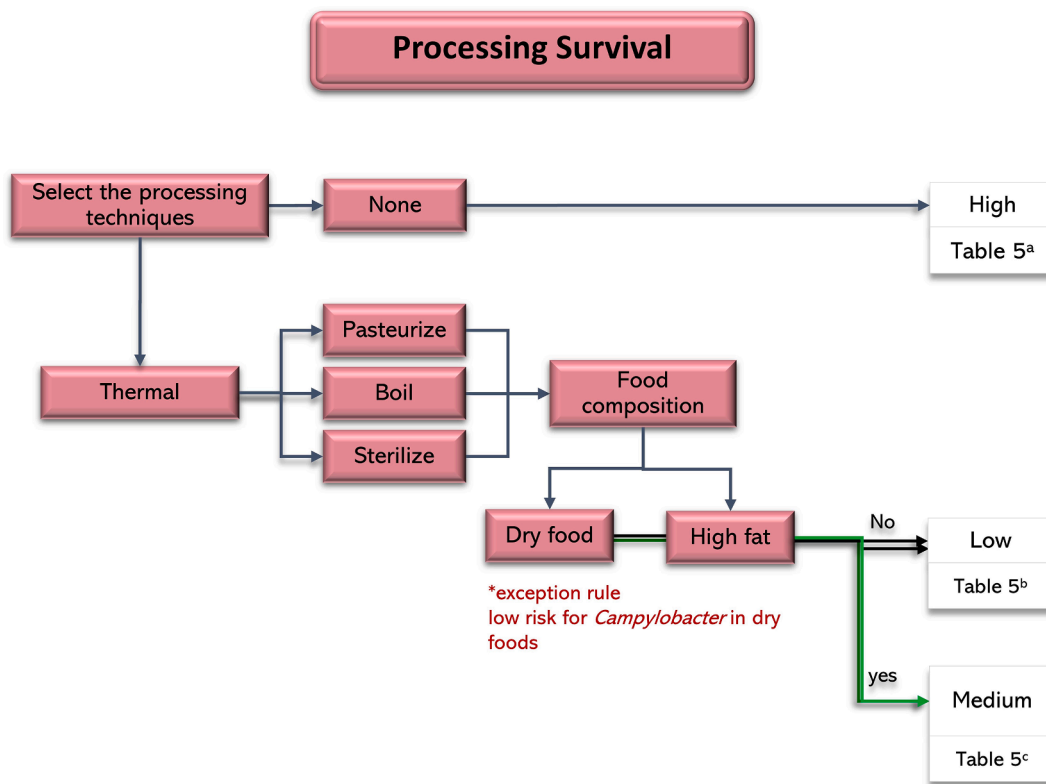 Processing Survival
Select the processing
techniques
None
High
Table 5ᵃ
Thermal
Pasteurize
Boil
Sterilize
Food
composition
Dry food
High fat
No
Low
Table 5ᵇ
*exception rule
low risk for Campylobacter in dry
foods
yes
Medium
Table 5ᶜ